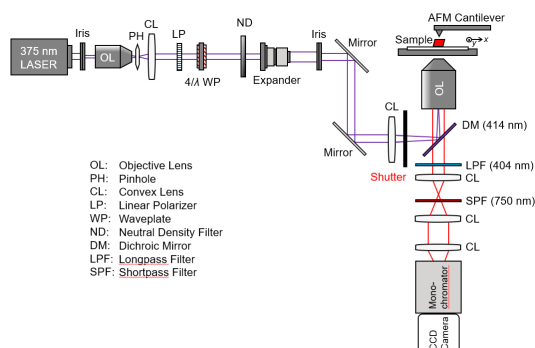 AFM Cantilever
Sample
x
y
375 nm
LASER
Iris
OL
PH
CL
LP
4/λ WP
ND
Expander
Iris
Mirror
Mirror
CL
Shutter
OL
DM (414 nm)
LPF (404 nm)
CL
SPF (750 nm)
CL
CL
Mono-
chromator
CCD
Camera
OL: Objective Lens
PH: Pinhole
CL: Convex Lens
LP: Linear Polarizer
WP: Waveplate
ND: Neutral Density Filter
DM: Dichroic Mirror
LPF: Longpass Filter
SPF: Shortpass Filter